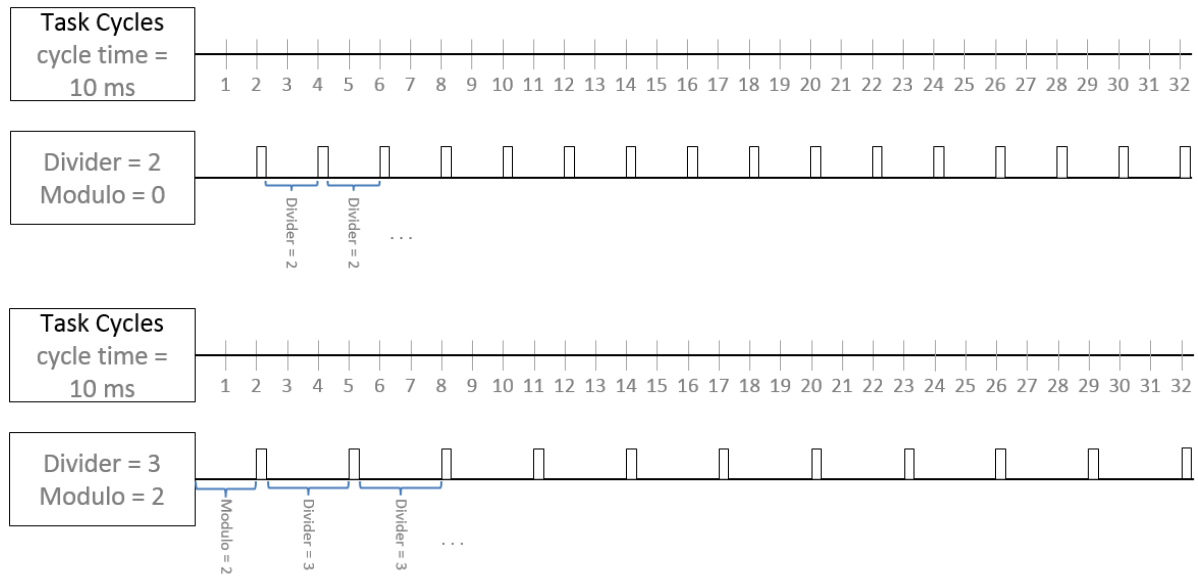 Task Cycles
cycle time =
10 ms
1 2 3 4 5 6 7 8 9 10 11 12 13 14 15 16 17 18 19 20 21 22 23 24 25 26 27 28 29 30 31 32
Divider = 2
Modulo = 0
Divider = 2
Divider = 2
. . .
Task Cycles
cycle time =
10 ms
1 2 3 4 5 6 7 8 9 10 11 12 13 14 15 16 17 18 19 20 21 22 23 24 25 26 27 28 29 30 31 32
Divider = 3
Modulo = 2
Modulo = 2
Divider = 3
Divider = 3
. . .